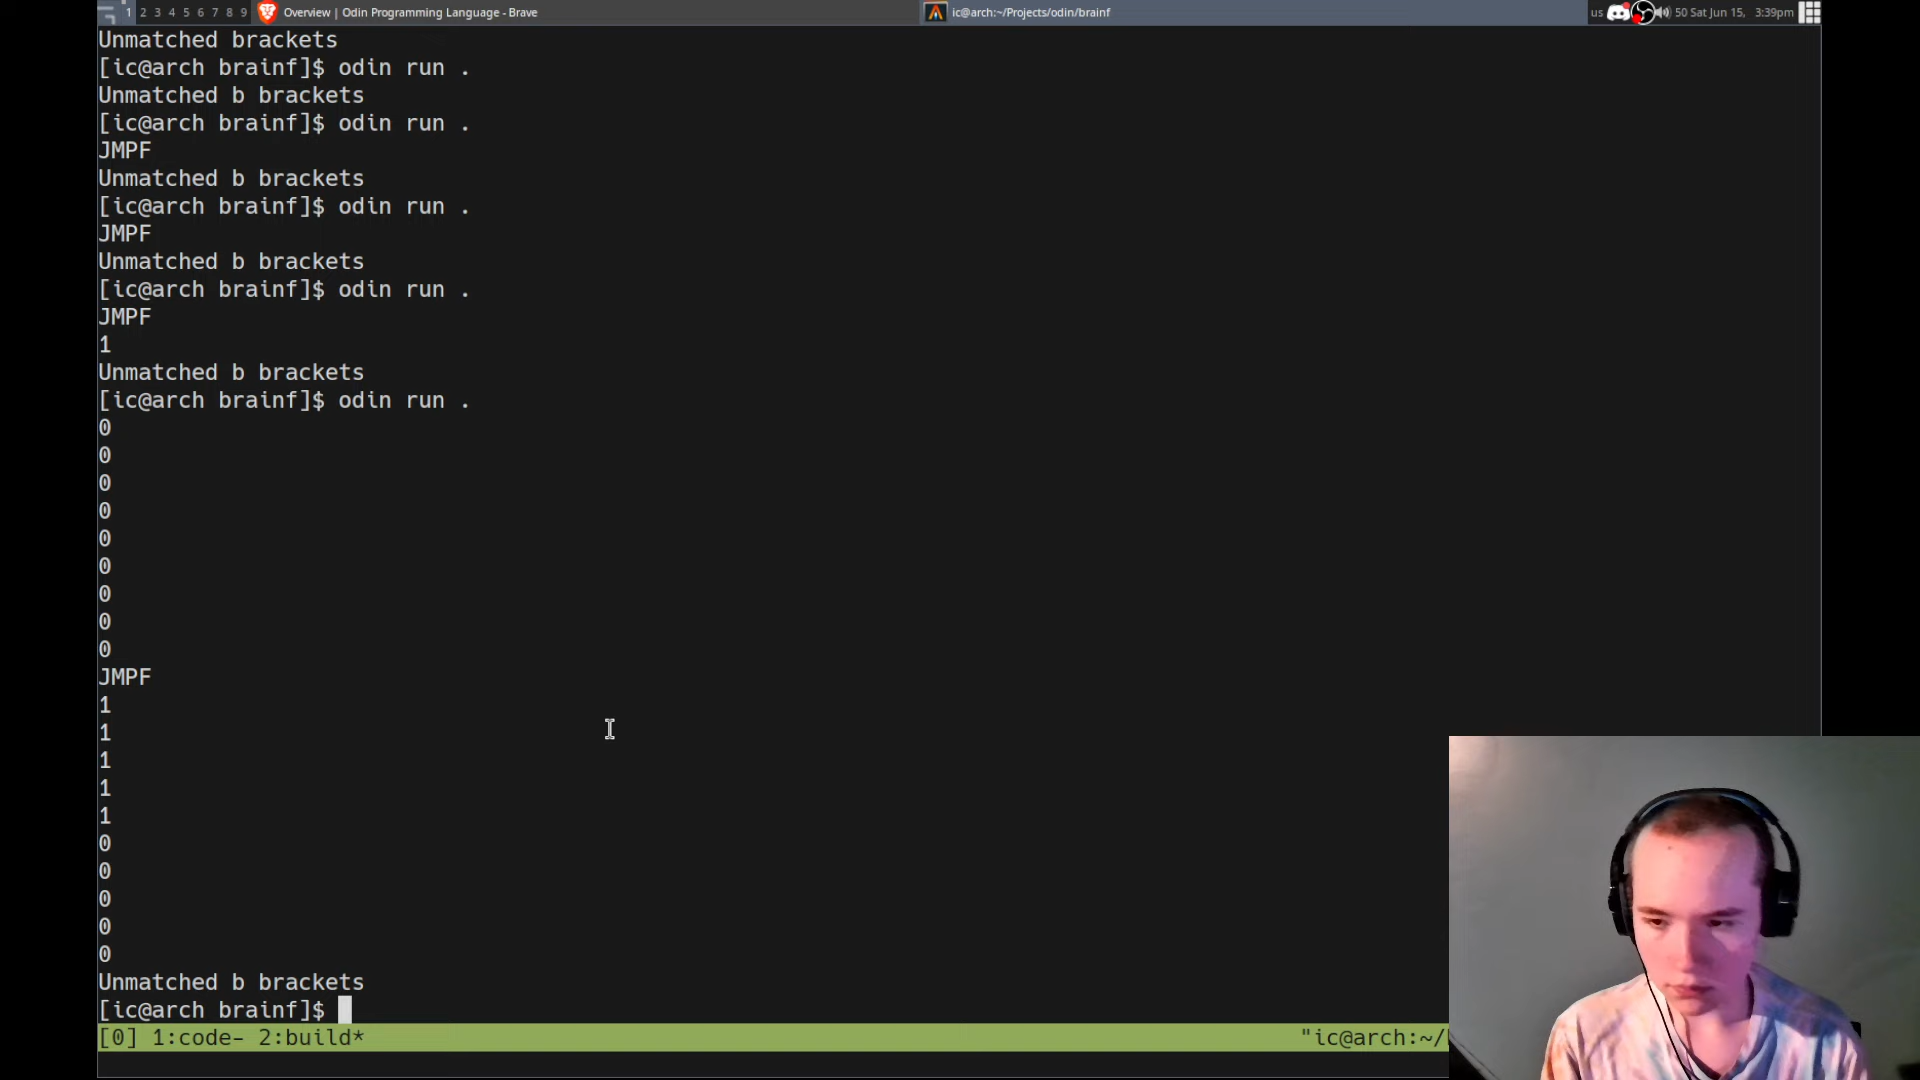 1 2 3 4 5 6 7 8 9 Overview | Odin Programming Language - Brave ic@arch:~/Projects/odin/brainf us 50 Sat Jun 15, 3:39pm
Unmatched brackets
[ic@arch brainf]$ odin run .
Unmatched b brackets
[ic@arch brainf]$ odin run .
JMPF
Unmatched b brackets
[ic@arch brainf]$ odin run .
JMPF
Unmatched b brackets
[ic@arch brainf]$ odin run .
JMPF
1
Unmatched b brackets
[ic@arch brainf]$ odin run .
0
0
0
0
0
0
0
0
0
JMPF
1
1
1
1
1
0
0
0
0
0
Unmatched b brackets
[ic@arch brainf]$
[0] 1:code- 2:build* "ic@arch:~/